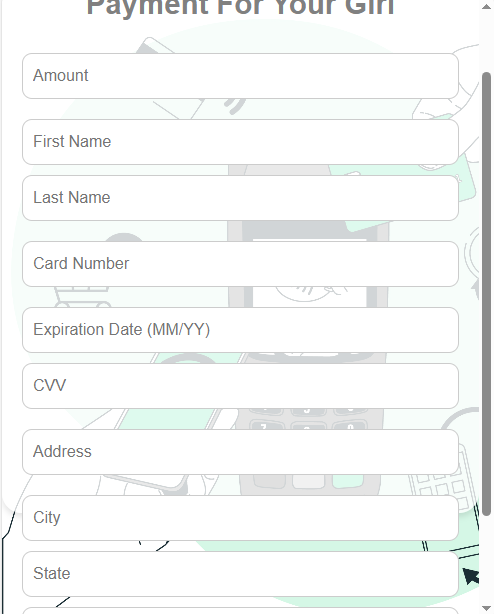 Payment For Your Girl
Amount
First Name
Last Name
Card Number
Expiration Date (MM/YY)
CVV
Address
City
State